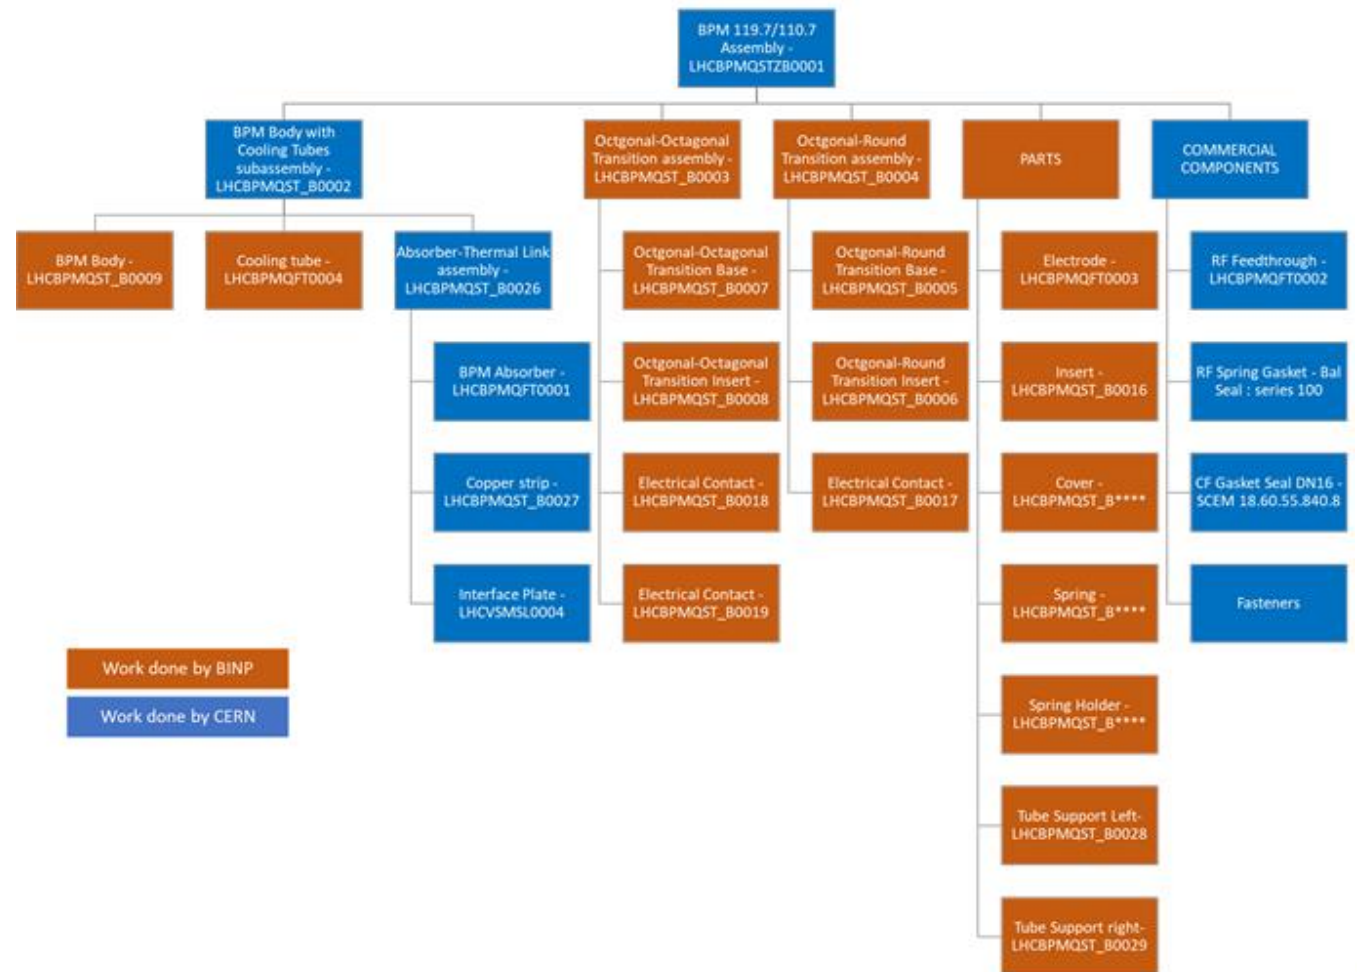 BPM 119.7/110.7
Assembly -
LHCBPMQSTZB0001
BPM Body with
Cooling Tubes
subassembly -
LHCBPMQST_B0002
Octgonal-Octagonal
Transition assembly -
LHCBPMQST_B0003
Octgonal-Round
Transition assembly -
LHCBPMQST_B0004
PARTS
COMMERCIAL
COMPONENTS
BPM Body -
LHCBPMQST_B0009
Cooling tube -
LHCBPMQFT0004
Absorber-Thermal Link
assembly -
LHCBPMQST_B0026
Octgonal-Octagonal
Transition Base -
LHCBPMQST_B0007
Octgonal-Round
Transition Base -
LHCBPMQST_B0005
Electrode -
LHCBPMQFT0003
RF Feedthrough -
LHCBPMQFT0002
BPM Absorber -
LHCBPMQFT0001
Octgonal-Octagonal
Transition Insert -
LHCBPMQST_B0008
Octgonal-Round
Transition Insert -
LHCBPMQST_B0006
Insert -
LHCBPMQST_B0016
RF Spring Gasket - Bal
Seal : series 100
Copper strip -
LHCBPMQST_B0027
Electrical Contact -
LHCBPMQST_B0018
Electrical Contact -
LHCBPMQST_B0017
Cover -
LHCBPMQST_B****
CF Gasket Seal DN16 -
SCEM 18.60.55.840.8
Interface Plate -
LHCVSMSL0004
Electrical Contact -
LHCBPMQST_B0019
Spring -
LHCBPMQST_B****
Fasteners
Work done by BINP
Work done by CERN
Spring Holder -
LHCBPMQST_B****
Tube Support Left-
LHCBPMQST_B0028
Tube Support right-
LHCBPMQST_B0029